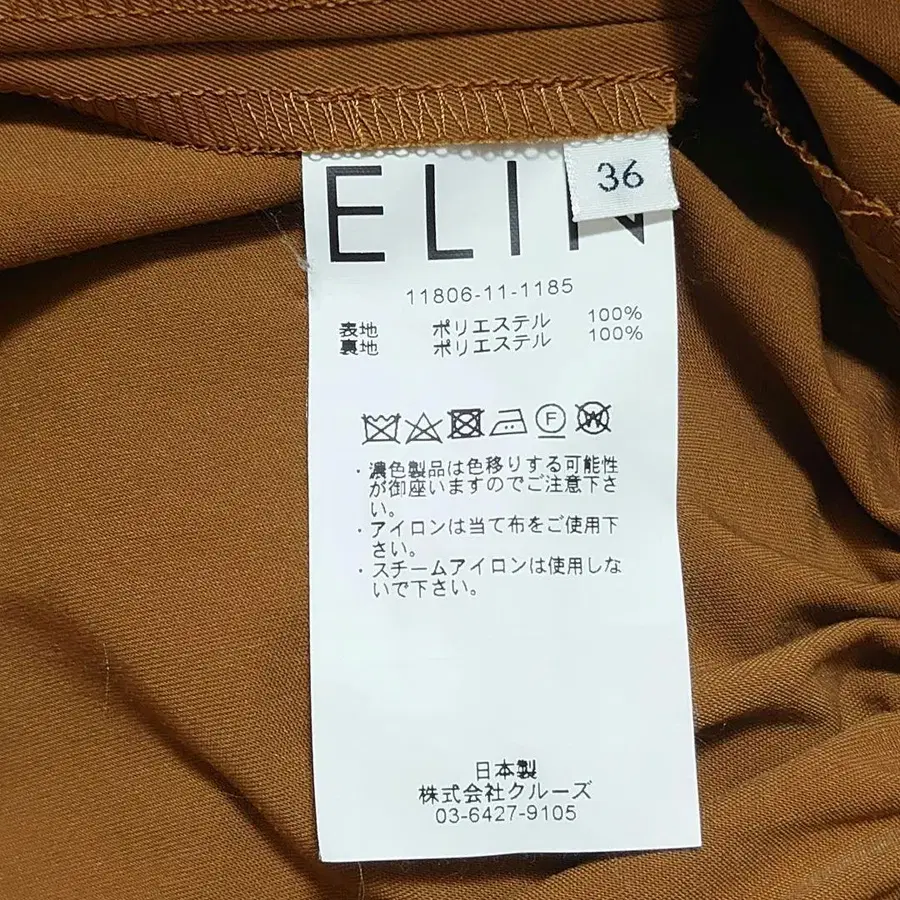 ELIN
36
11806-11-1185
表地 ポリエステル 100%
裏地 ポリエステル 100%
F W
・濃色製品は色移りする可能性
が御座いますのでご注意下さ
い。
・アイロンは当て布をご使用下
さい。
・スチームアイロンは使用しな
いで下さい。
日本製
株式会社クルーズ
03-6427-9105